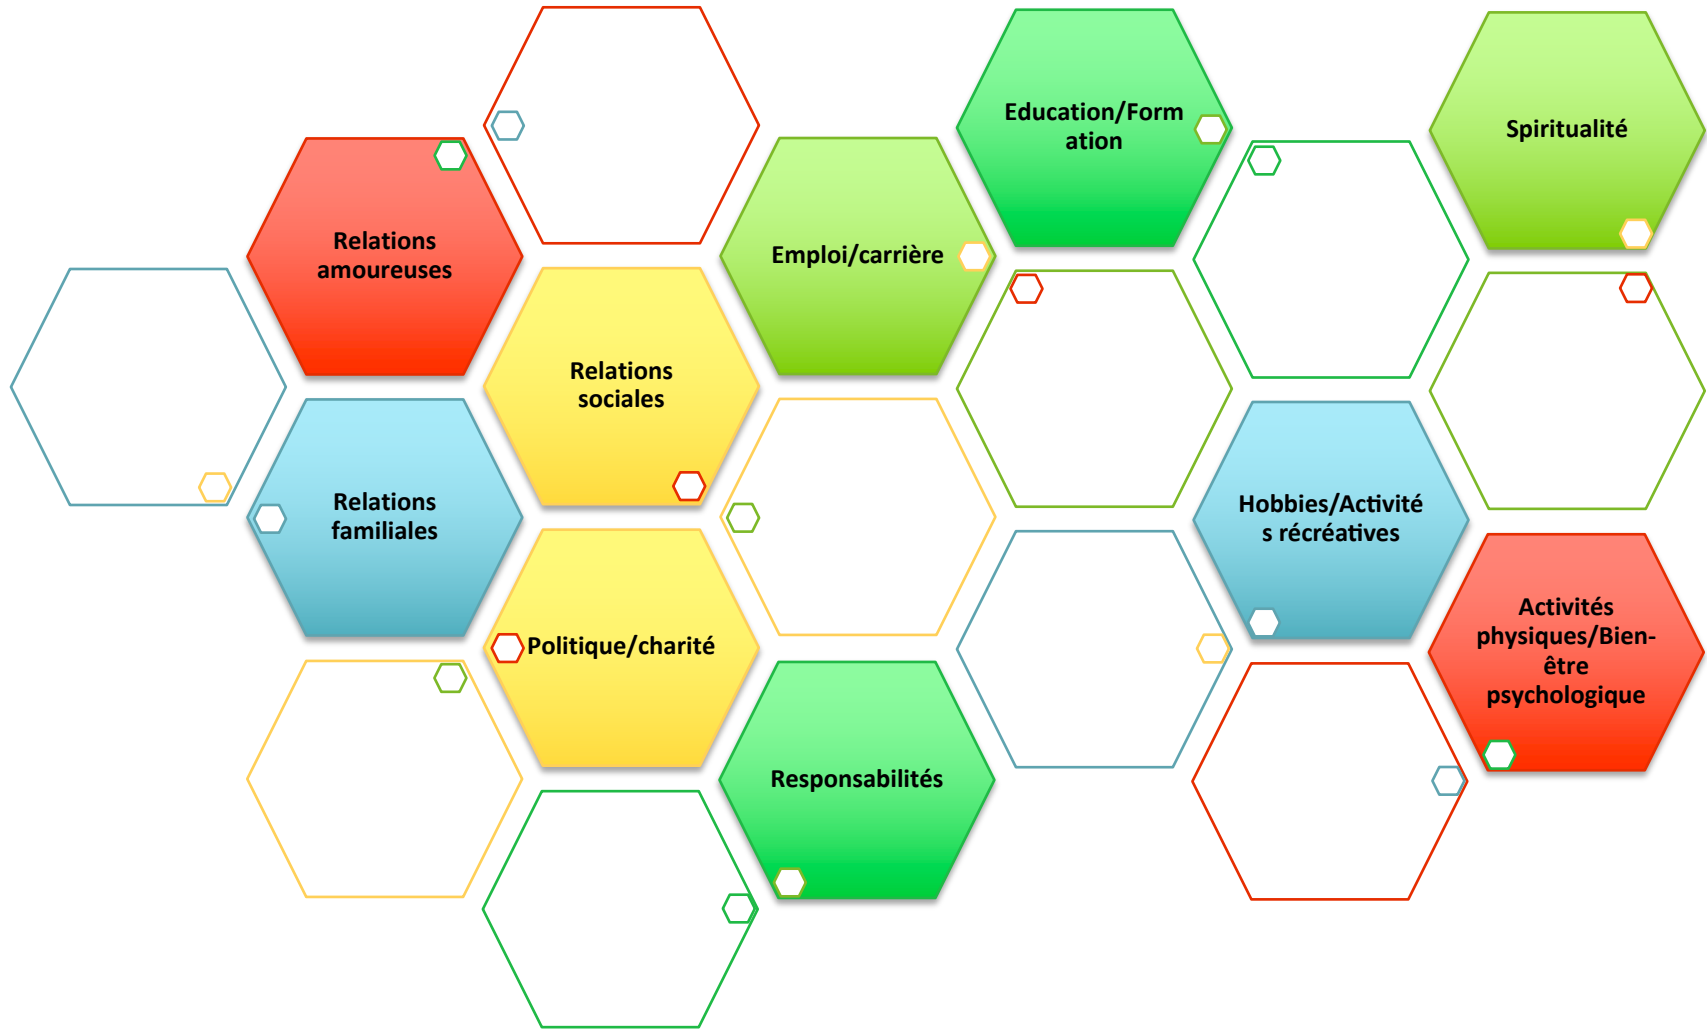 Relations
amoureuses
Relations
familiales
Relations
sociales
Politique/charité
Emploi/carrière
Responsabilités
Education/Form
ation
Hobbies/Activité
s récréatives
Spiritualité
Activités
physiques/Bien-
être
psychologique